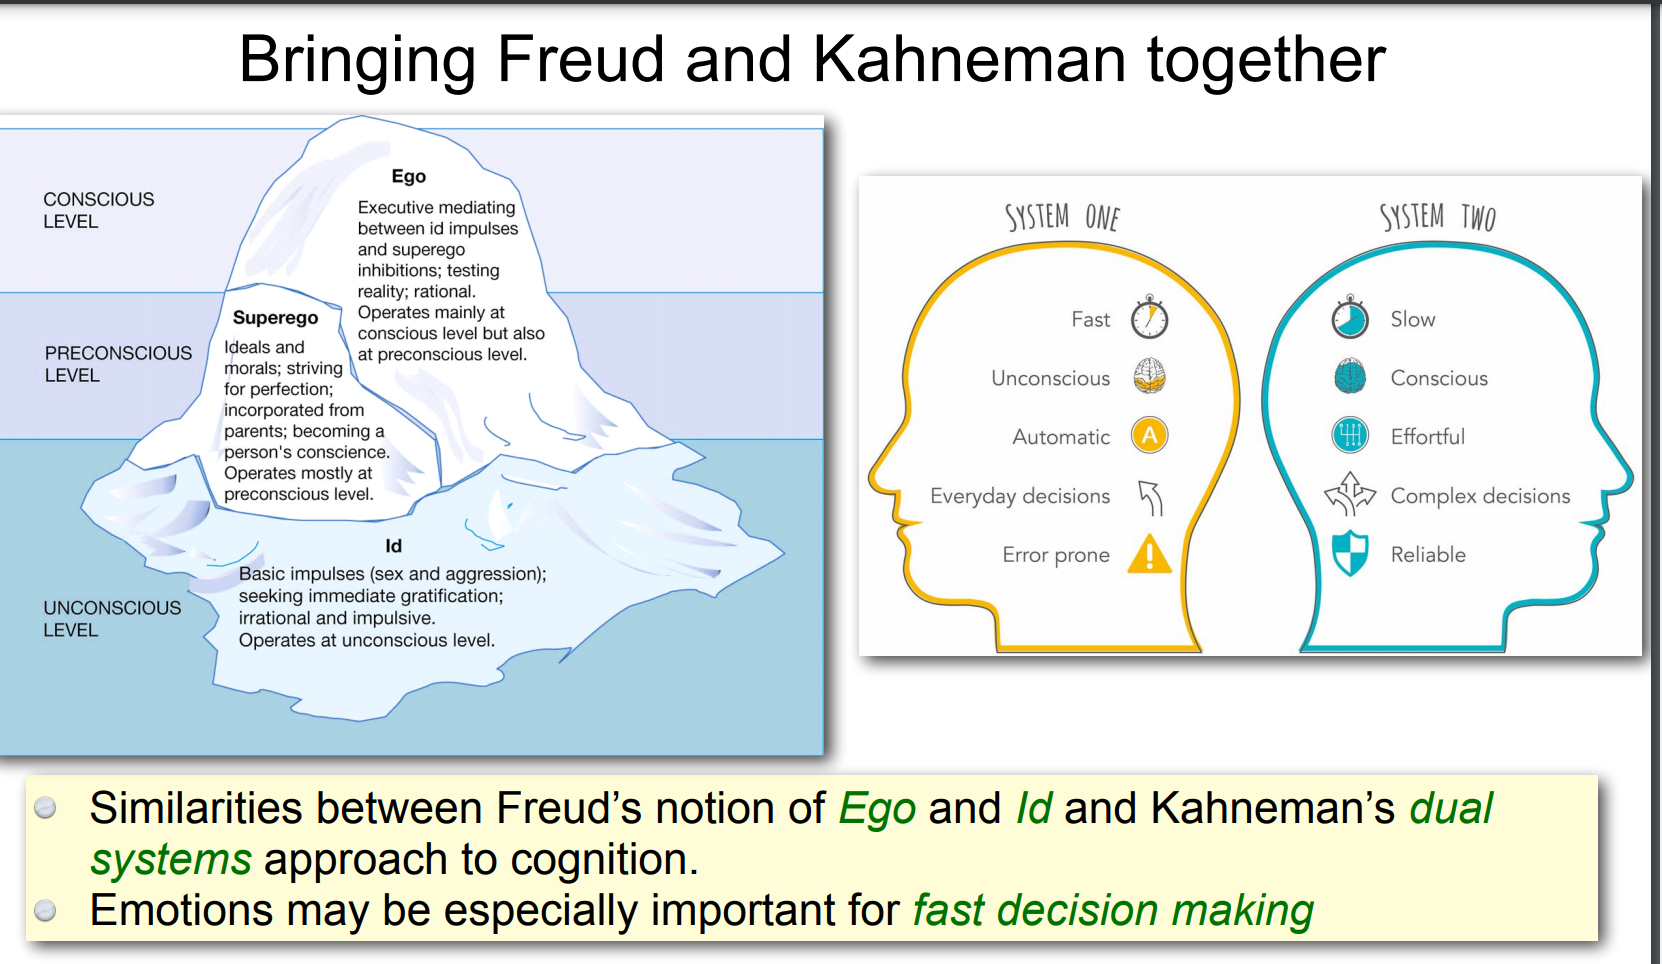 Bringing Freud and Kahneman together
CONSCIOUS
LEVEL
Ego
Executive mediating
between id impulses
and superego
inhibitions; testing
reality; rational.
Operates mainly at
conscious level but also
at preconscious level.
PRECONSCIOUS
LEVEL
Superego
Ideals and
morals; striving
for perfection;
incorporated from
parents; becoming a
person's conscience.
Operates mostly at
preconscious level.
UNCONSCIOUS
LEVEL
Id
Basic impulses (sex and aggression);
seeking immediate gratification;
irrational and impulsive.
Operates at unconscious level.
SYSTEM ONE
Fast
Unconscious
Automatic
A
Everyday decisions
Error prone
!
SYSTEM TWO
Slow
Conscious
Effortful
Complex decisions
Reliable
Similarities between Freud’s notion of Ego and Id and Kahneman’s dual
systems approach to cognition.
Emotions may be especially important for fast decision making